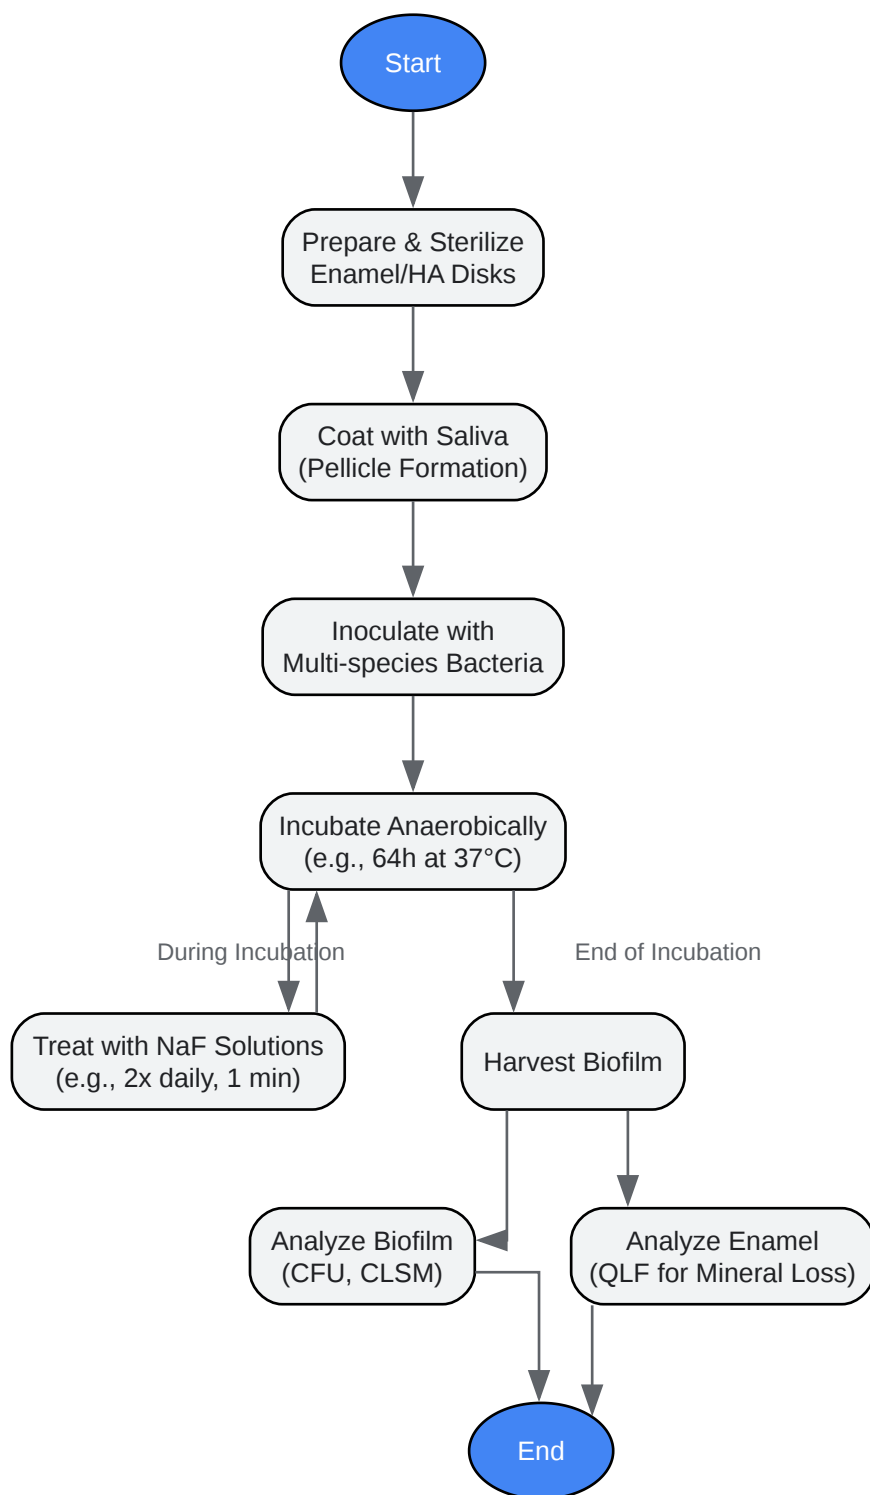 Start
Prepare & Sterilize
Enamel/HA Disks
Coat with Saliva
(Pellicle Formation)
Inoculate with
Multi-species Bacteria
Incubate Anaerobically
(e.g., 64h at 37°C)
During Incubation
End of Incubation
Treat with NaF Solutions
(e.g., 2x daily, 1 min)
Harvest Biofilm
Analyze Biofilm
(CFU, CLSM)
Analyze Enamel
(QLF for Mineral Loss)
End